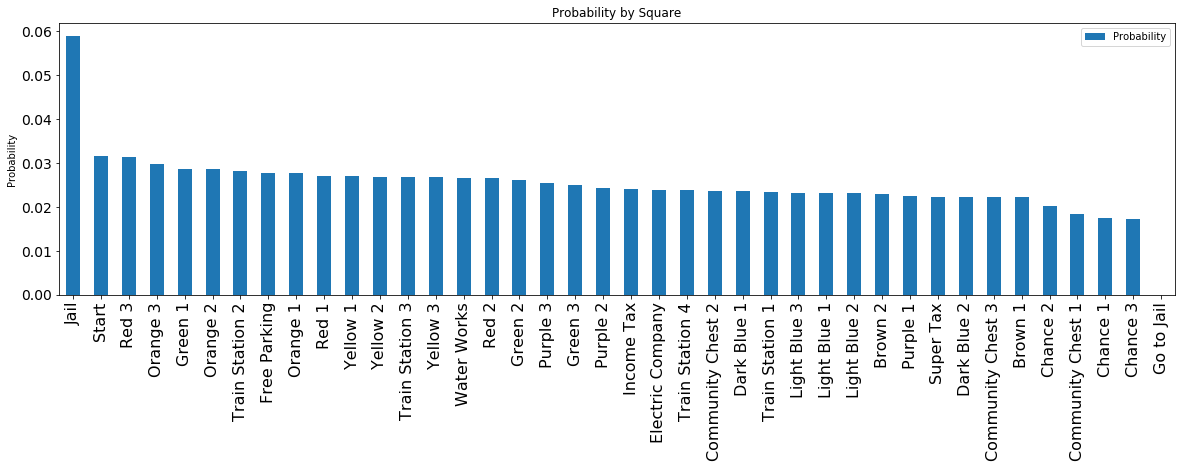 Probability by Square
Probability
Probability
0.06
0.05
0.04
0.03
0.02
0.01
0.00
Jail
Start
Red 3
Orange 3
Green 1
Orange 2
Train Station 2
Free Parking
Orange 1
Red 1
Yellow 1
Yellow 2
Train Station 3
Yellow 3
Water Works
Red 2
Green 2
Purple 3
Green 3
Purple 2
Income Tax
Electric Company
Train Station 4
Community Chest 2
Dark Blue 1
Train Station 1
Light Blue 3
Light Blue 1
Light Blue 2
Brown 2
Purple 1
Super Tax
Dark Blue 2
Community Chest 3
Brown 1
Chance 2
Community Chest 1
Chance 1
Chance 3
Go to Jail